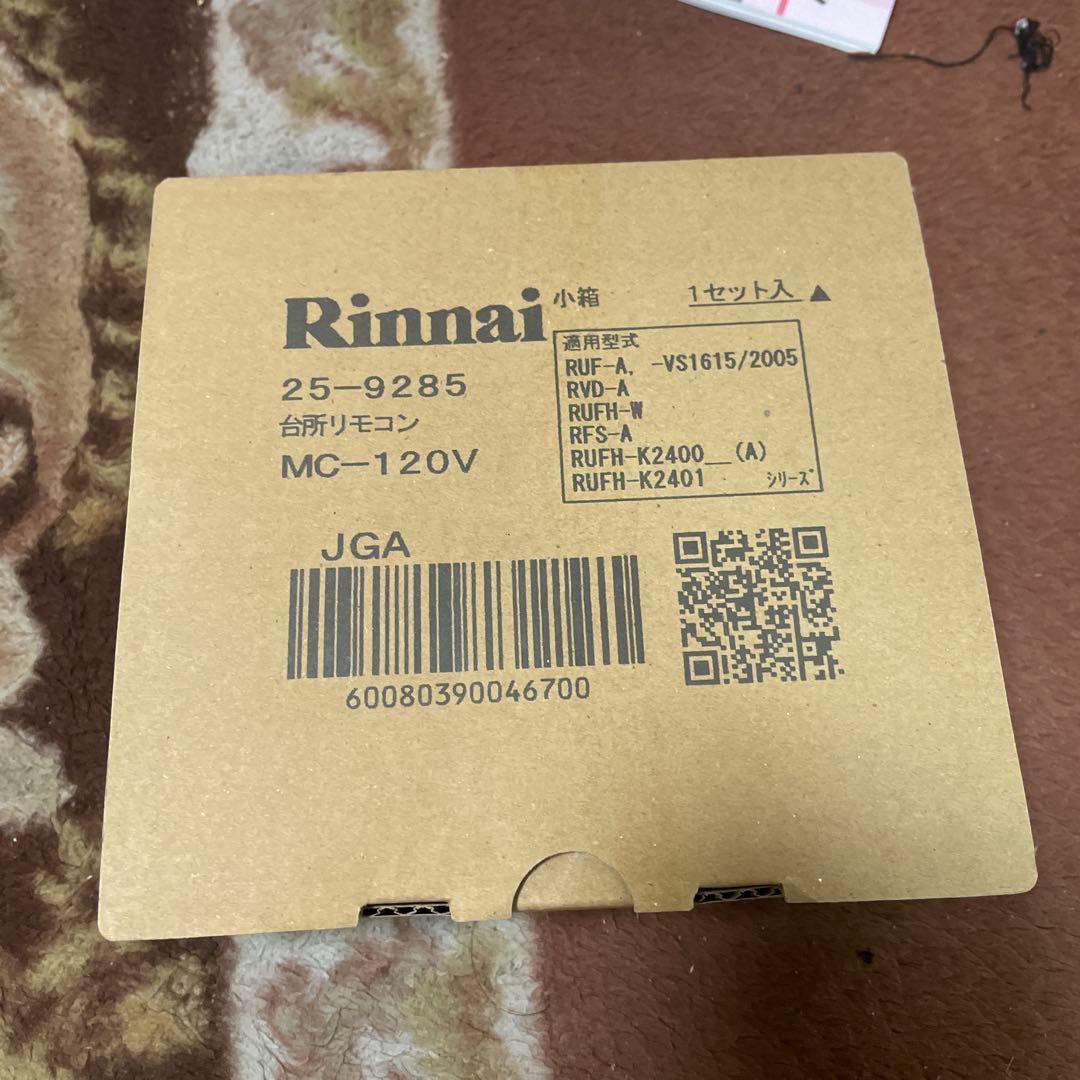 Rinnai 小箱 1セット入 ▲
25-9285
台所リモコン
MC-120V
適用型式
RUF-A, -VS1615/2005
RVD-A
RUFH-W
RFS-A
RUFH-K2400__(A)
RUFH-K2401 シリーズ
JGA
60080390046700